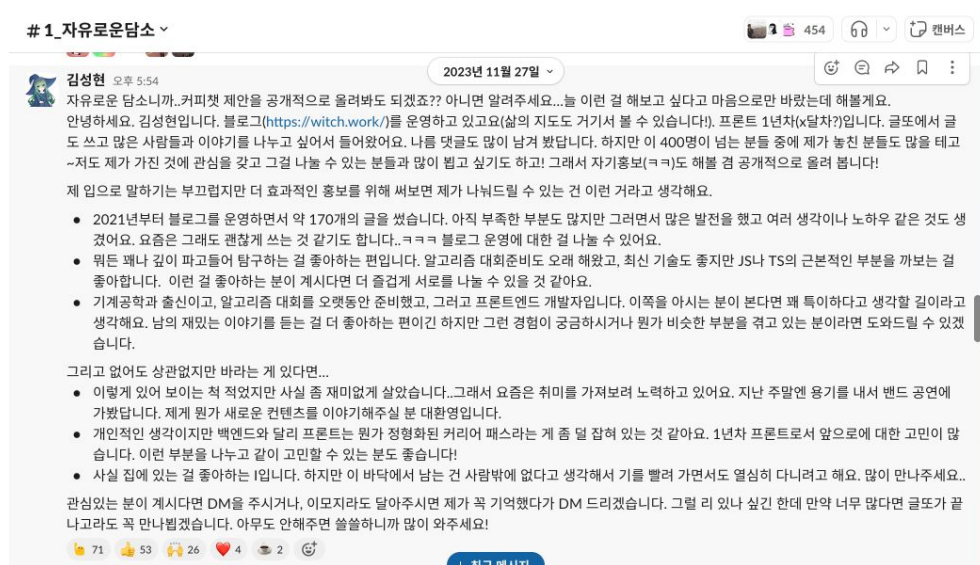 # 1_자유로운담소
454
캔버스
김성현 오후 5:54
2023년 11월 27일
자유로운 담소니까..커피챗 제안을 공개적으로 올려봐도 되겠죠?? 아니면 알려주세요...늘 이런 걸 해보고 싶다고 마음으로만 바랐는데 해볼게요.
안녕하세요. 김성현입니다. 블로그(https://witch.work/)를 운영하고 있고요(삶의 지도도 거기서 볼 수 있습니다!). 프론트 1년차(x달차?)입니다. 글또에서 글
도 쓰고 많은 사람들과 이야기를 나누고 싶어서 들어왔어요. 나름 댓글도 많이 남겨 봤답니다. 하지만 이 400명이 넘는 분들 중에 제가 놓친 분들도 많을 테고
~저도 제가 가진 것에 관심을 갖고 그걸 나눌 수 있는 분들과 많이 뵙고 싶기도 하고! 그래서 자기홍보(ㅋㅋ)도 해볼 겸 공개적으로 올려 봅니다!
제 입으로 말하기는 부끄럽지만 더 효과적인 홍보를 위해 써보면 제가 나눠드릴 수 있는 건 이런 거라고 생각해요.
• 2021년부터 블로그를 운영하면서 약 170개의 글을 썼습니다. 아직 부족한 부분도 많지만 그러면서 많은 발전을 했고 여러 생각이나 노하우 같은 것도 생
겼어요. 요즘은 그래도 괜찮게 쓰는 것 같기도 합니다..ㅋㅋㅋ 블로그 운영에 대한 걸 나눌 수 있어요.
• 뭐든 꽤나 깊이 파고들어 탐구하는 걸 좋아하는 편입니다. 알고리즘 대회준비도 오래 해왔고, 최신 기술도 좋지만 JS나 TS의 근본적인 부분을 까보는 걸
좋아합니다. 이런 걸 좋아하는 분이 계시다면 더 즐겁게 서로를 나눌 수 있을 것 같아요.
• 기계공학과 출신이고, 알고리즘 대회를 오랫동안 준비했고, 그러고 프론트엔드 개발자입니다. 이쪽을 아시는 분이 본다면 꽤 특이하다고 생각할 길이라고
생각해요. 남의 재밌는 이야기를 듣는 걸 더 좋아하는 편이긴 하지만 그런 경험이 궁금하시거나 뭔가 비슷한 부분을 겪고 있는 분이라면 도와드릴 수 있겠
습니다.
그리고 없어도 상관없지만 바라는 게 있다면...
• 이렇게 있어 보이는 척 적었지만 사실 좀 재미없게 살았습니다..그래서 요즘은 취미를 가져보려 노력하고 있어요. 지난 주말엔 용기를 내서 밴드 공연에
가봤답니다. 제게 뭔가 새로운 컨텐츠를 이야기해주실 분 대환영입니다.
• 개인적인 생각이지만 백엔드와 달리 프론트는 뭔가 정형화된 커리어 패스라는 게 좀 덜 잡혀 있는 것 같아요. 1년차 프론트로서 앞으로에 대한 고민이 많
습니다. 이런 부분을 나누고 같이 고민할 수 있는 분도 좋습니다!
• 사실 집에 있는 걸 좋아하는 I입니다. 하지만 이 바닥에서 남는 건 사람밖에 없다고 생각해서 기를 빨려 가면서도 열심히 다니려고 해요. 많이 만나주세요..
관심있는 분이 계시다면 DM을 주시거나, 이모지라도 달아주시면 제가 꼭 기억했다가 DM 드리겠습니다. 그럴 리 있나 싶긴 한데 만약 너무 많다면 글또가 끝
나고라도 꼭 만나뵙겠습니다. 아무도 안해주면 쓸쓸하니까 많이 와주세요!
71 53 26 4 2